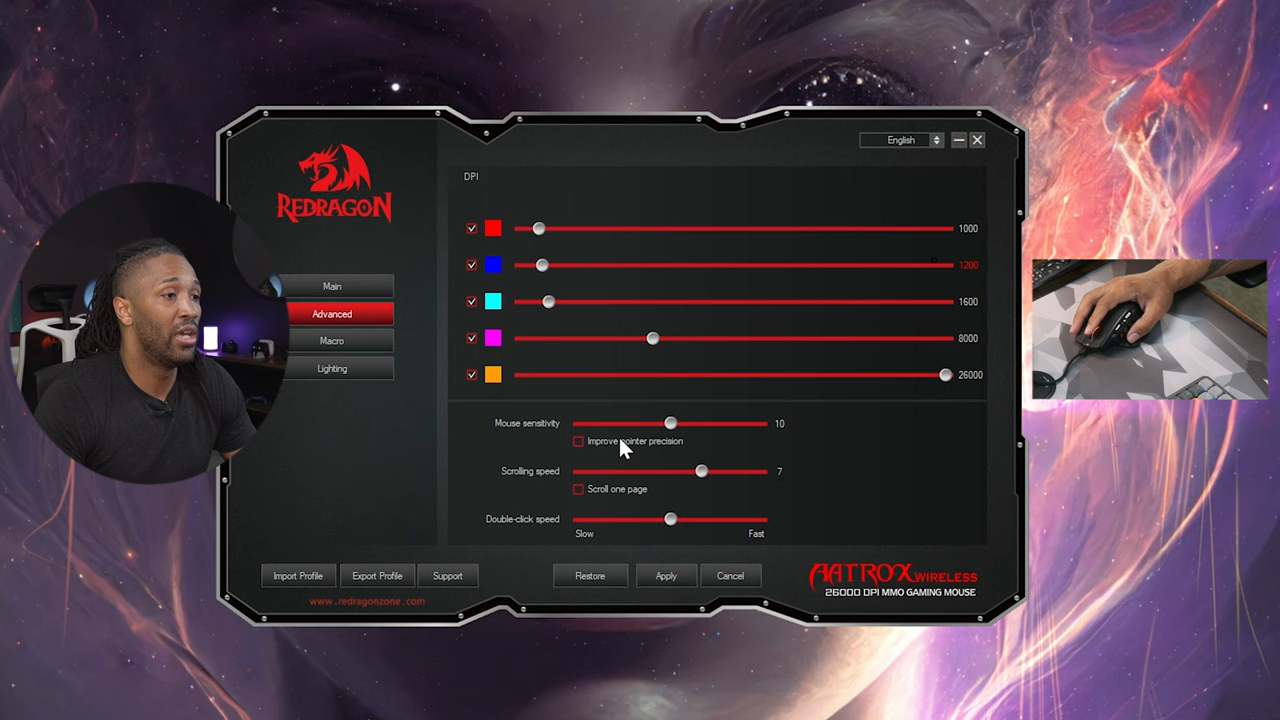 English
REDRAGON
DPI
1000
1200
1600
8000
26000
Main
Advanced
Macro
Lighting
Mouse sensitivity
10
Improve pointer precision
Scrolling speed
7
Scroll one page
Double-click speed
Slow
Fast
Import Profile
Export Profile
Support
Restore
Apply
Cancel
www.redragonzone.com
AATROX WIRELESS
26000 DPI MMO GAMING MOUSE